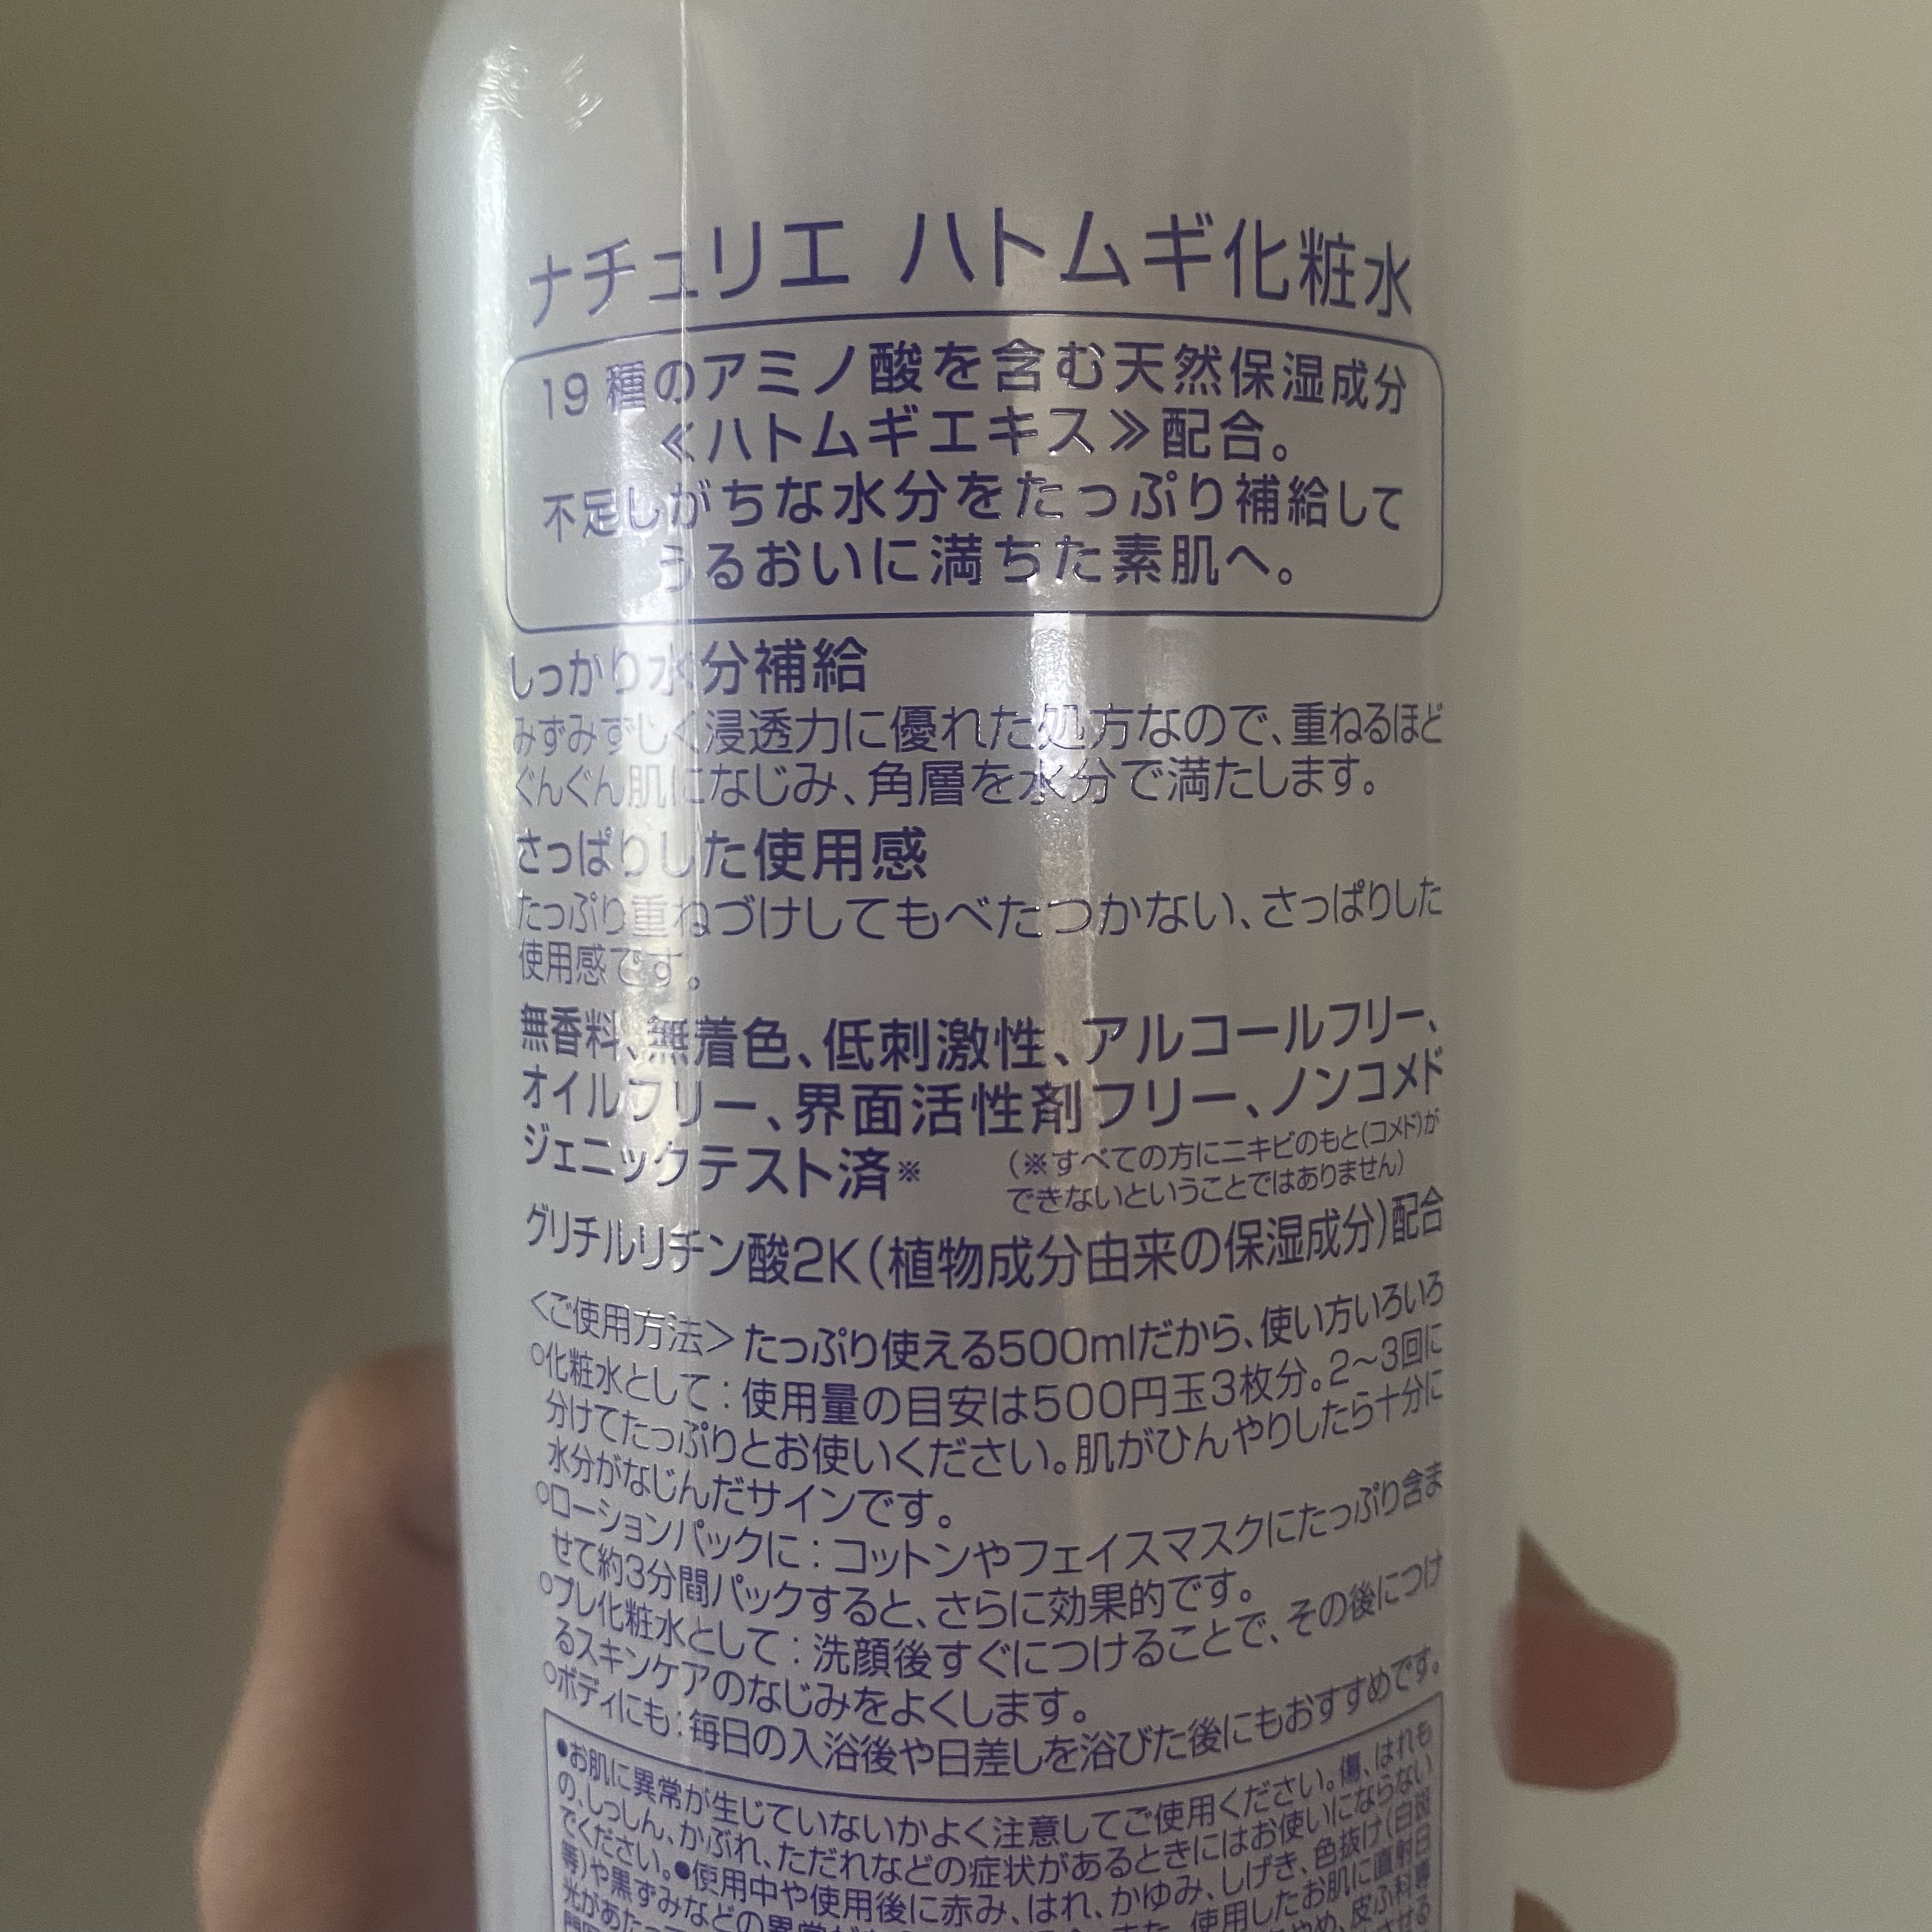 ナチュリエ ハトムギ化粧水
19種のアミノ酸を含む天然保湿成分
≪ハトムギエキス≫配合。
不足しがちな水分をたっぷり補給して
うるおいに満ちた素肌へ。
しっかり水分補給
みずみずしく浸透力に優れた処方なので、重ねるほど
ぐんぐん肌になじみ、角層を水分で満たします。
さっぱりした使用感
たっぷり重ねづけしてもべたつかない、さっぱりした
使用感です。
無香料、無着色、低刺激性、アルコールフリー、
オイルフリー、界面活性剤フリー、ノンコメド
ジェニックテスト済※
(※すべての方にニキビのもと(コメド)が
できないということではありません)
グリチルリチン酸2K(植物成分由来の保湿成分)配合
<ご使用方法>たっぷり使える500mlだから、使い方いろいろ
○化粧水として:使用量の目安は500円玉3枚分。2~3回に
分けてたっぷりとお使いください。肌がひんやりしたら十分に
水分がなじんだサインです。
○ローションパックに:コットンやフェイスマスクにたっぷり含ま
せて約3分間パックすると、さらに効果的です。
○プレ化粧水として:洗顔後すぐにつけることで、その後につけ
るスキンケアのなじみをよくします。
○ボディにも:毎日の入浴後や日差しを浴びた後にもおすすめです。
●お肌に異常が生じていないかよく注意してご使用ください。傷、はれも
の、しっしん、かぶれ、ただれなどの症状があるときにはお使いにならない
でください。●使用中や使用後に赤み、はれ、かゆみ、しげき、色抜け(白斑
等)や黒ずみなどの異常が 使用したお肌に直射日
光があたって やめ、皮ふ科専